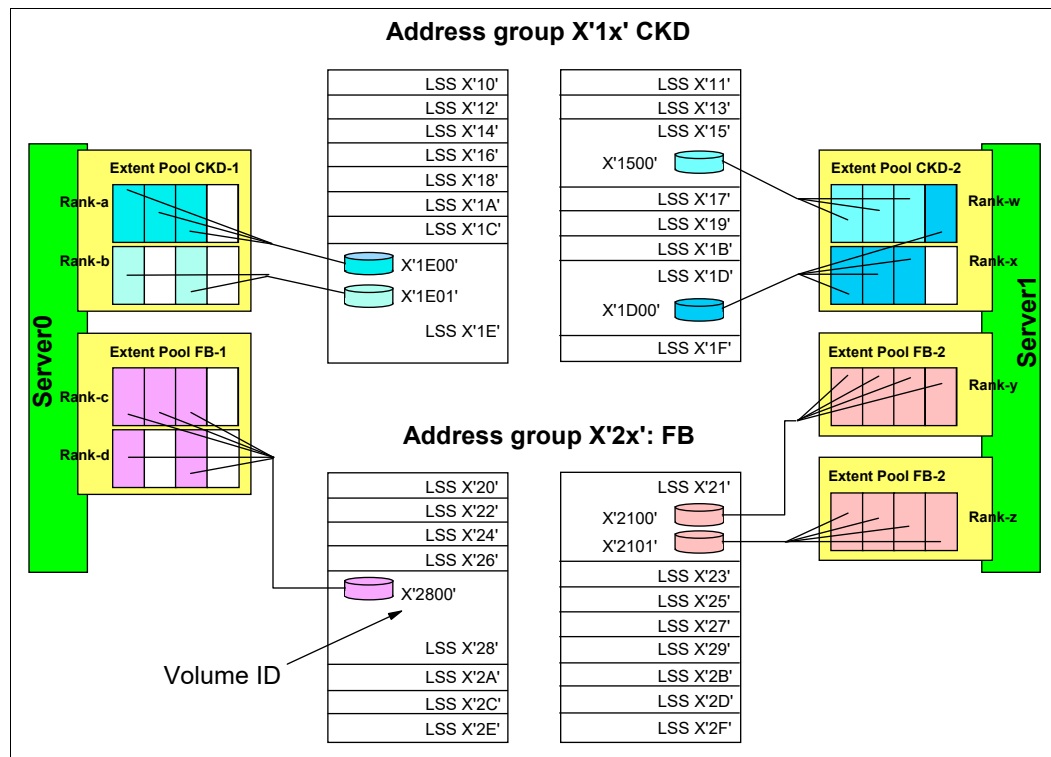 Address group X'1x' CKD
LSS X'10'
LSS X'12'
LSS X'14'
LSS X'16'
LSS X'18'
LSS X'1A'
LSS X'1C'
X'1E00'
X'1E01'
LSS X'1E'
LSS X'11'
LSS X'13'
LSS X'15'
X'1500'
LSS X'17'
LSS X'19'
LSS X'1B'
LSS X'1D'
X'1D00'
LSS X'1F'
Server0
Extent Pool CKD-1
Rank-a
Rank-b
Extent Pool FB-1
Rank-c
Rank-d
Server1
Extent Pool CKD-2
Rank-w
Rank-x
Extent Pool FB-2
Rank-y
Extent Pool FB-2
Rank-z
Address group X'2x': FB
LSS X'20'
LSS X'22'
LSS X'24'
LSS X'26'
X'2800'
LSS X'28'
LSS X'2A'
LSS X'2C'
LSS X'2E'
Volume ID
LSS X'21'
X'2100'
X'2101'
LSS X'23'
LSS X'25'
LSS X'27'
LSS X'29'
LSS X'2B'
LSS X'2D'
LSS X'2F'